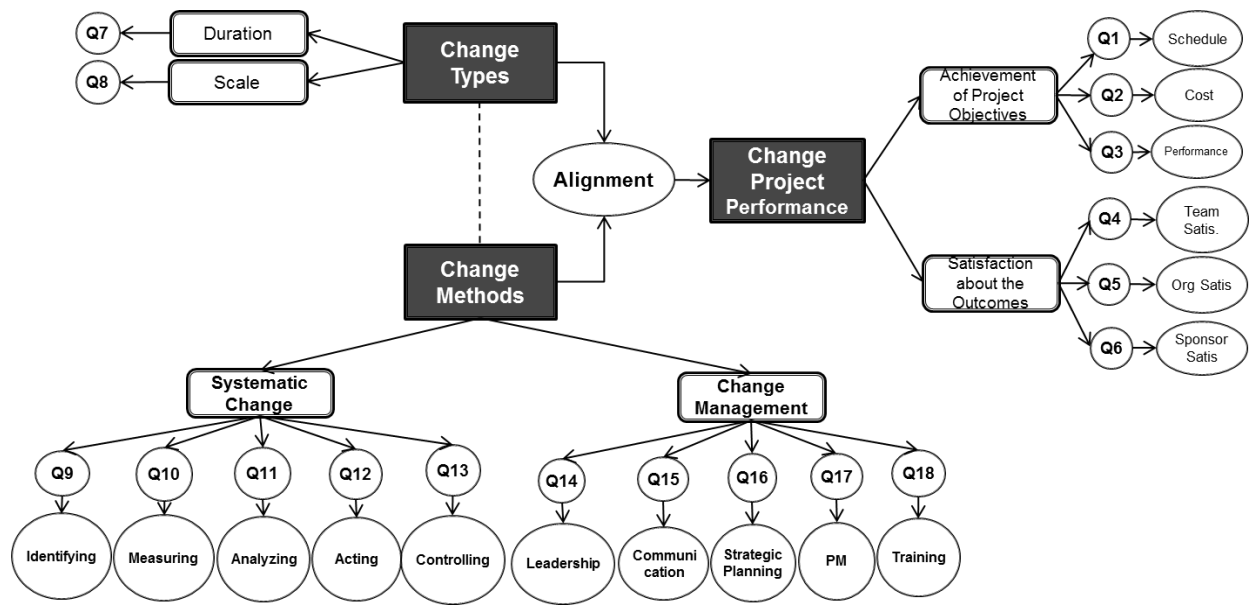 Q7
Duration
Q8
Scale
Change
Types
Alignment
Change
Methods
Change
Project
Performance
Achievement
of Project
Objectives
Q1
Schedule
Q2
Cost
Q3
Performance
Satisfaction
about the
Outcomes
Q4
Team
Satis.
Q5
Org Satis
Q6
Sponsor
Satis
Systematic
Change
Q9
Q10
Q11
Q12
Q13
Identifying
Measuring
Analyzing
Acting
Controlling
Change
Management
Q14
Q15
Q16
Q17
Q18
Leadership
Communi
cation
Strategic
Planning
PM
Training